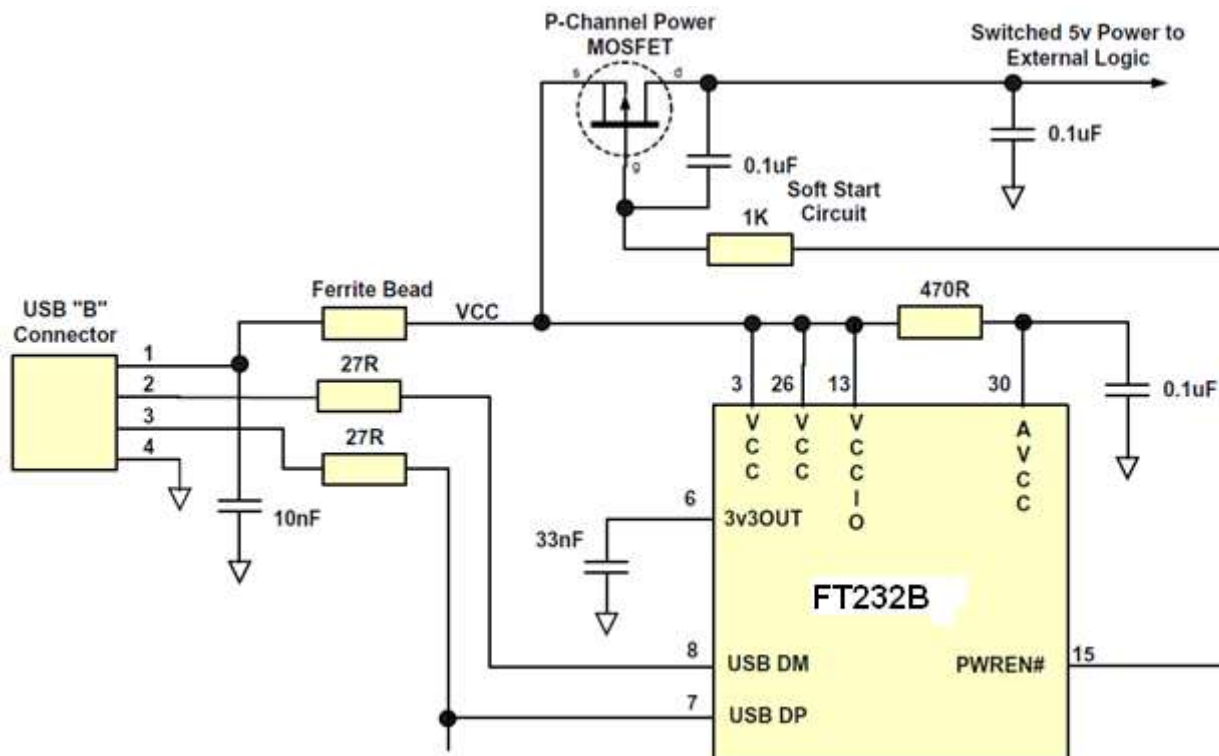 P-Channel Power
MOSFET
Switched 5v Power to
External Logic
s
d
g
0.1uF
0.1uF
Soft Start
Circuit
1K
USB "B"
Connector
Ferrite Bead
VCC
470R
1
2
3
4
27R
27R
3
26
13
30
0.1uF
VCC
VCC
VCCIO
AVCC
10nF
6
3v3OUT
33nF
FT232B
8
USB DM
PWREN#
15
7
USB DP